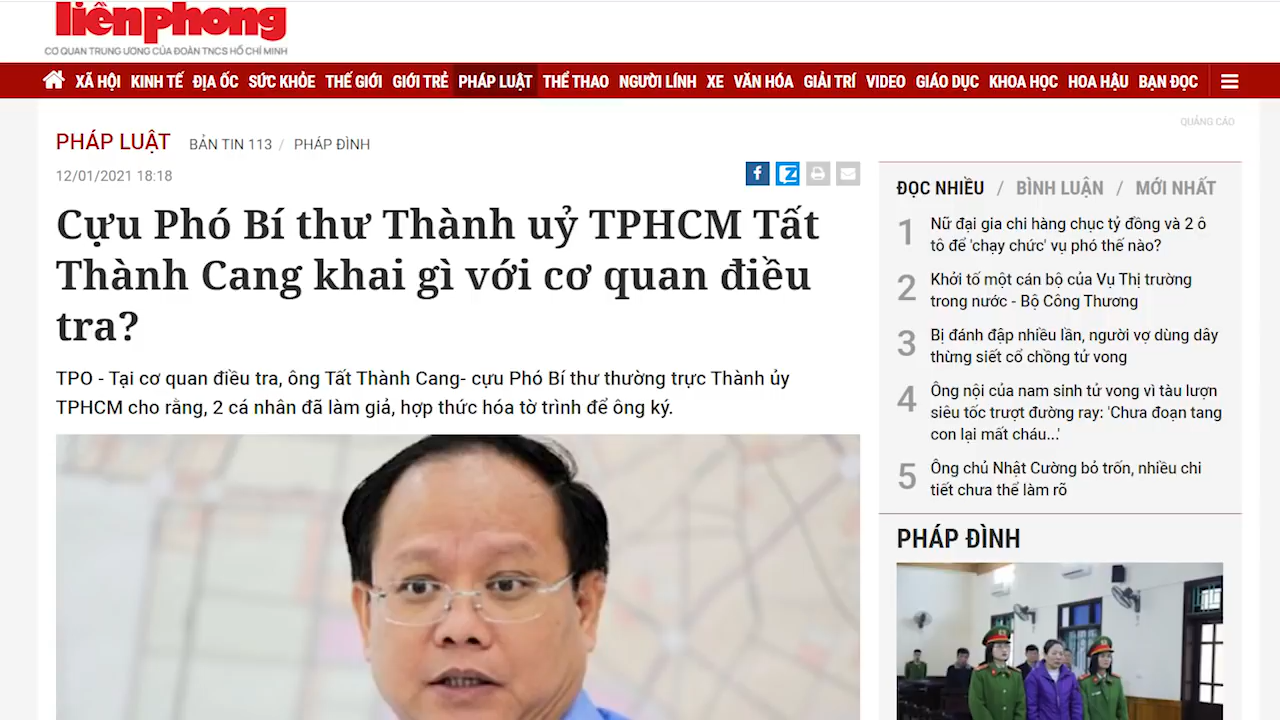 tiênphong
CƠ QUAN TRUNG ƯƠNG CỦA ĐOÀN TNCS HỒ CHÍ MINH
XÃ HỘI KINH TẾ ĐỊA ỐC SỨC KHỎE THẾ GIỚI GIỚI TRẺ PHÁP LUẬT THỂ THAO NGƯỜI LÍNH XE VĂN HÓA GIẢI TRÍ VIDEO GIÁO DỤC KHOA HỌC HOA HẬU BẠN ĐỌC
QUẢNG CÁO
PHÁP LUẬT BẢN TIN 113 / PHÁP ĐÌNH
12/01/2021 18:18
Cựu Phó Bí thư Thành uỷ TPHCM Tất
Thành Cang khai gì với cơ quan điều
tra?
TPO - Tại cơ quan điều tra, ông Tất Thành Cang- cựu Phó Bí thư thường trực Thành ủy
TPHCM cho rằng, 2 cá nhân đã làm giả, hợp thức hóa tờ trình để ông ký.
ĐỌC NHIỀU / BÌNH LUẬN / MỚI NHẤT
1 Nữ đại gia chi hàng chục tỷ đồng và 2 ô
tô để 'chạy chức' vụ phó thế nào?
2 Khởi tố một cán bộ của Vụ Thị trường
trong nước - Bộ Công Thương
3 Bị đánh đập nhiều lần, người vợ dùng dây
thừng siết cổ chồng tử vong
4 Ông nội của nam sinh tử vong vì tàu lượn
siêu tốc trượt đường ray: 'Chưa đoạn tang
con lại mất cháu...'
5 Ông chủ Nhật Cường bỏ trốn, nhiều chi
tiết chưa thể làm rõ
PHÁP ĐÌNH